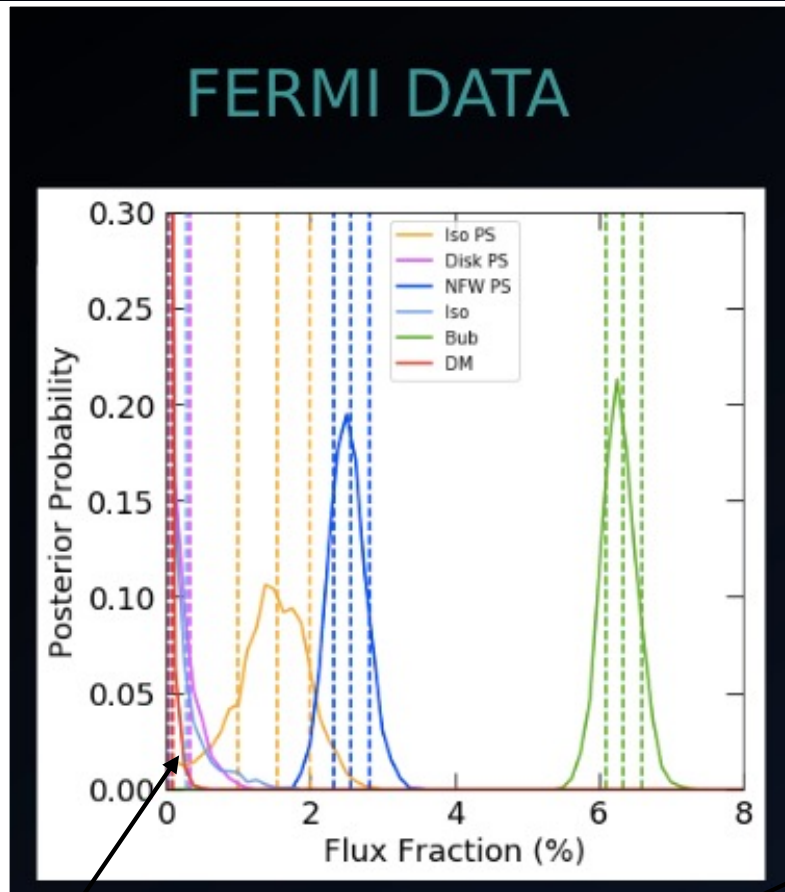 FERMI DATA
0.30
0.25
0.20
0.15
0.10
0.05
0.00
Posterior Probability
Iso PS
Disk PS
NFW PS
Iso
Bub
DM
0 2 4 6 8
Flux Fraction (%)